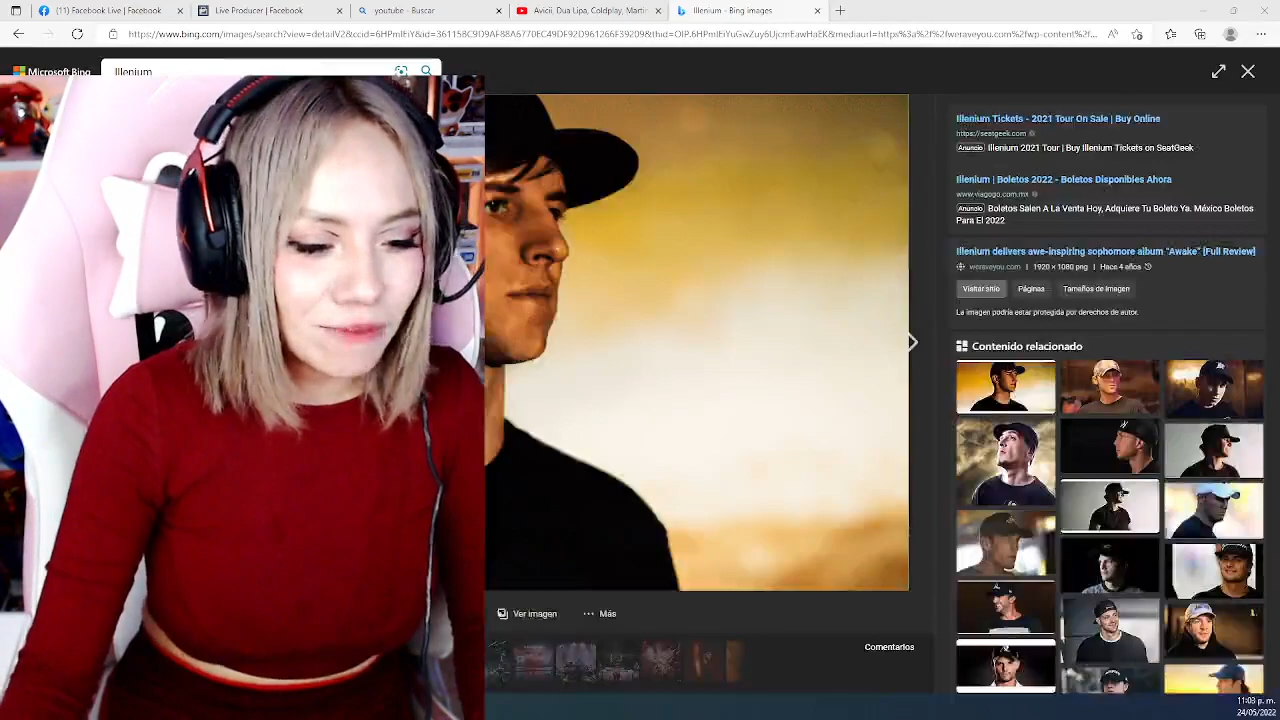 (11) Facebook Live | Facebook
Live Producer | Facebook
youtube - Buscar
Avicii, Dua Lipa, Coldplay, Martin
Illenium - Bing images
Microsoft Bing
Illenium
Illenium Tickets - 2021 Tour On Sale | Buy Online
https://seatgeek.com
Anuncio Illenium 2021 Tour | Buy Illenium Tickets on SeatGeek
Illenium | Boletos 2022 - Boletos Disponibles Ahora
www.viagogo.com.mx
Anuncio Boletos Salen A La Venta Hoy, Adquiere Tu Boleto Ya. México Boletos
Para El 2022
Illenium delivers awe-inspiring sophomore album "Awake" [Full Review]
weraveyou.com | 1920 × 1080 png | Hace 4 años
Visitar sitio
Páginas
Tamaños de imagen
La imagen podría estar protegida por derechos de autor.
Contenido relacionado
Ver imagen
Más
Comentarios
11:03 p. m.
24/05/2022